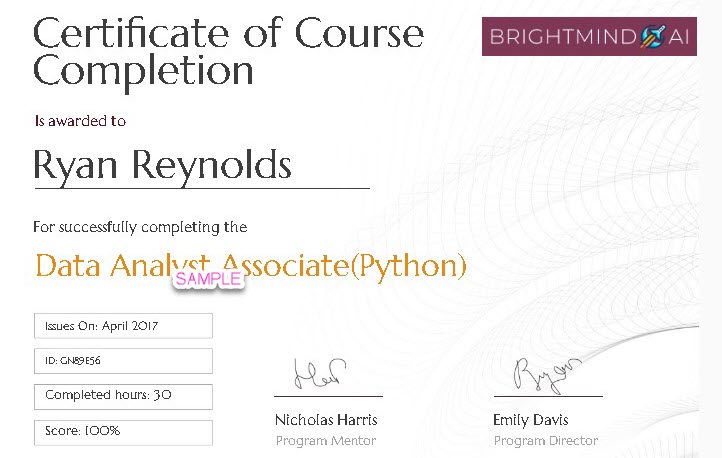 Certificate of Course
Completion
BRIGHTMIND AI
Is awarded to
Ryan Reynolds
For successfully completing the
Data Analyst Associate(Python)
SAMPLE
Issues On: April 2017
ID: GN89E56
Completed hours: 30
Score: 100%
Nicholas Harris
Program Mentor
Ryan
Emily Davis
Program Director